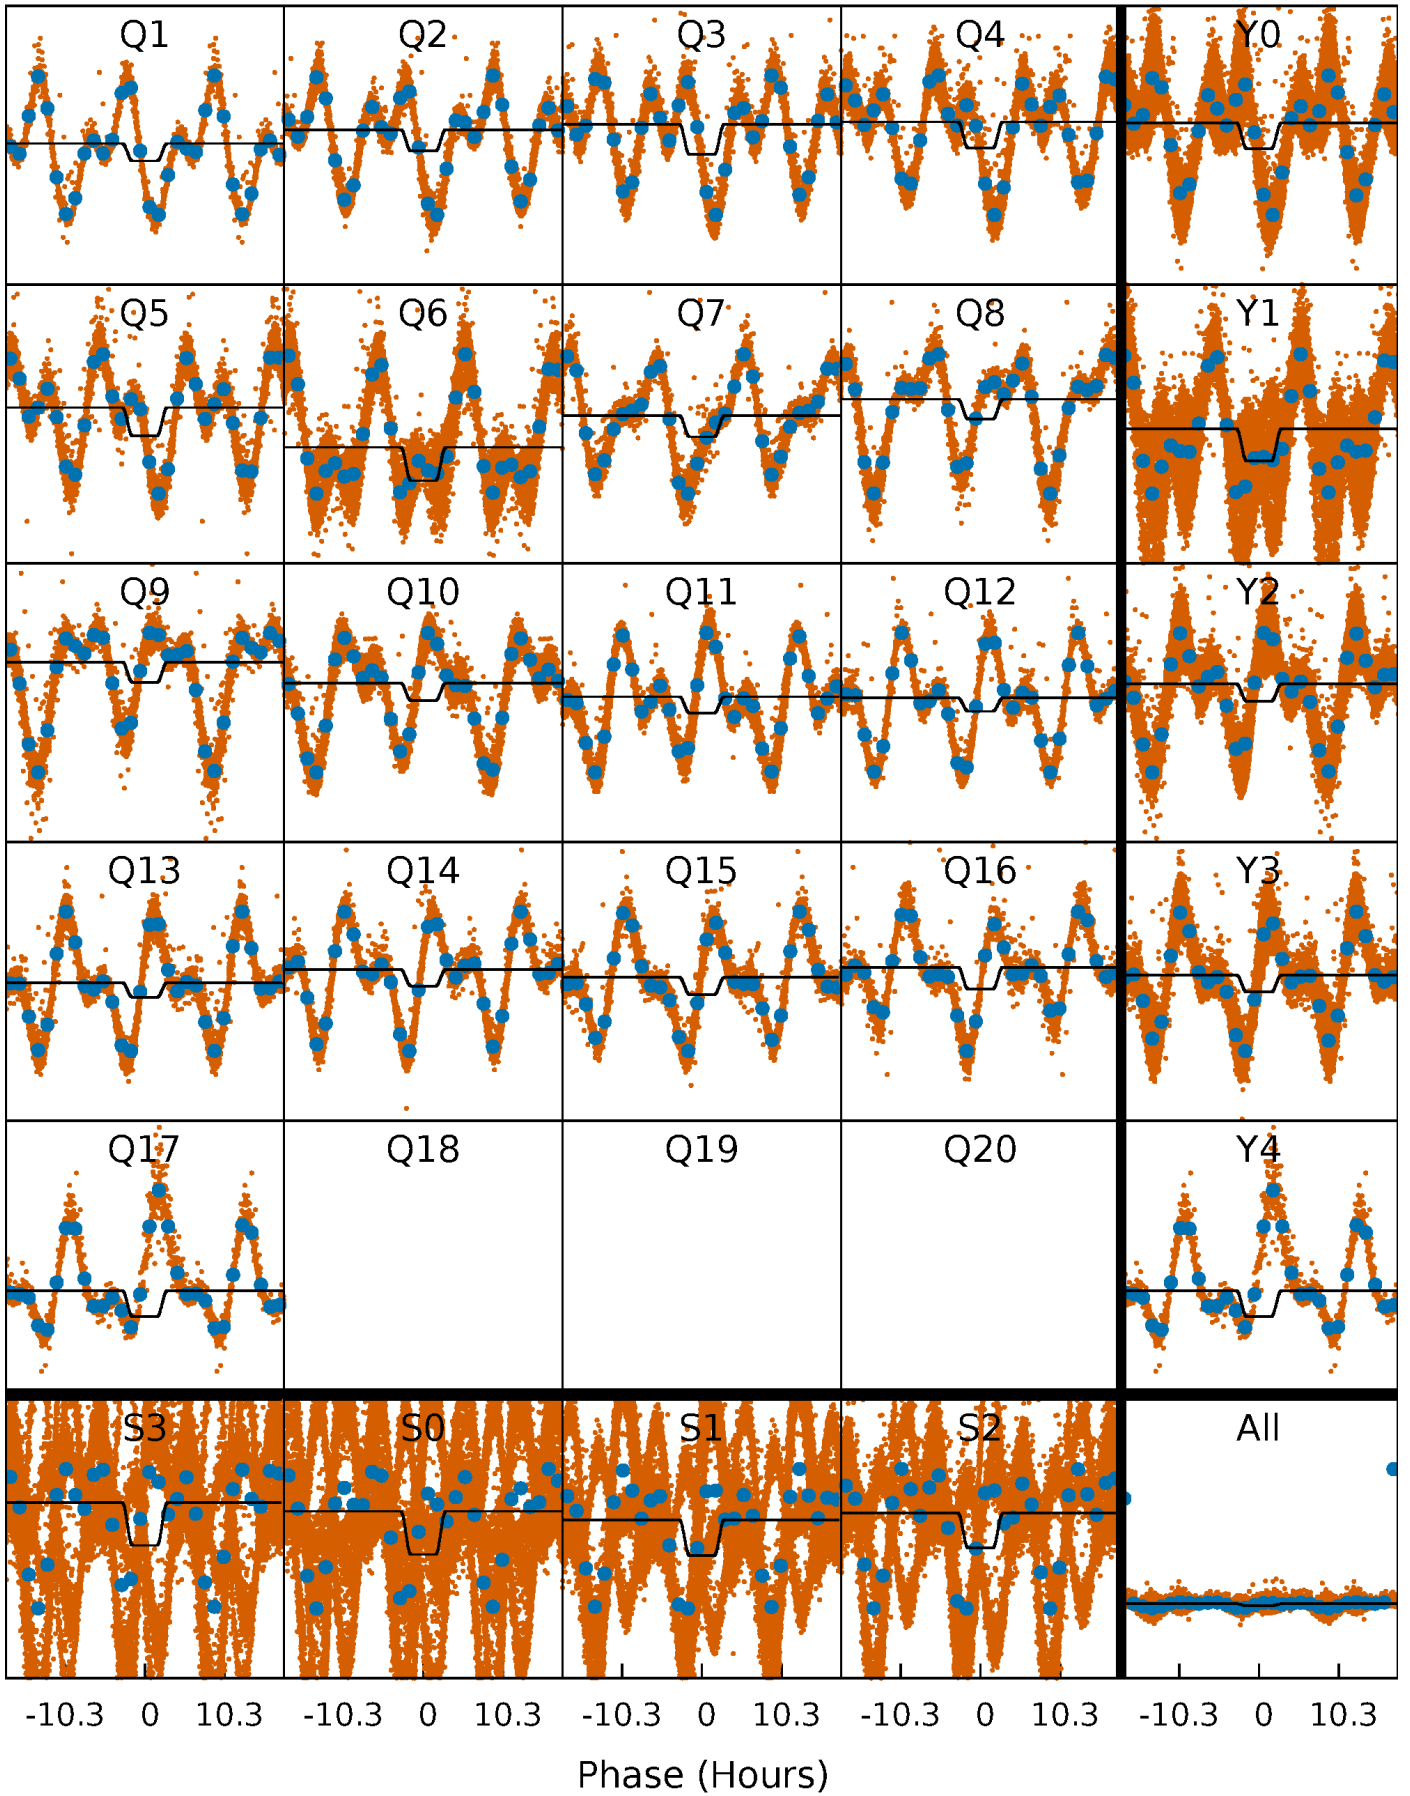 Q1 Q2 Q3 Q4 Y0
Q5 Q6 Q7 Q8 Y1
Q9 Q10 Q11 Q12 Y2
Q13 Q14 Q15 Q16 Y3
Q17 Q18 Q19 Q20 Y4
S3 S0 S1 S2 All
-10.3 0 10.3 -10.3 0 10.3 -10.3 0 10.3 -10.3 0 10.3 -10.3 0 10.3
Phase (Hours)